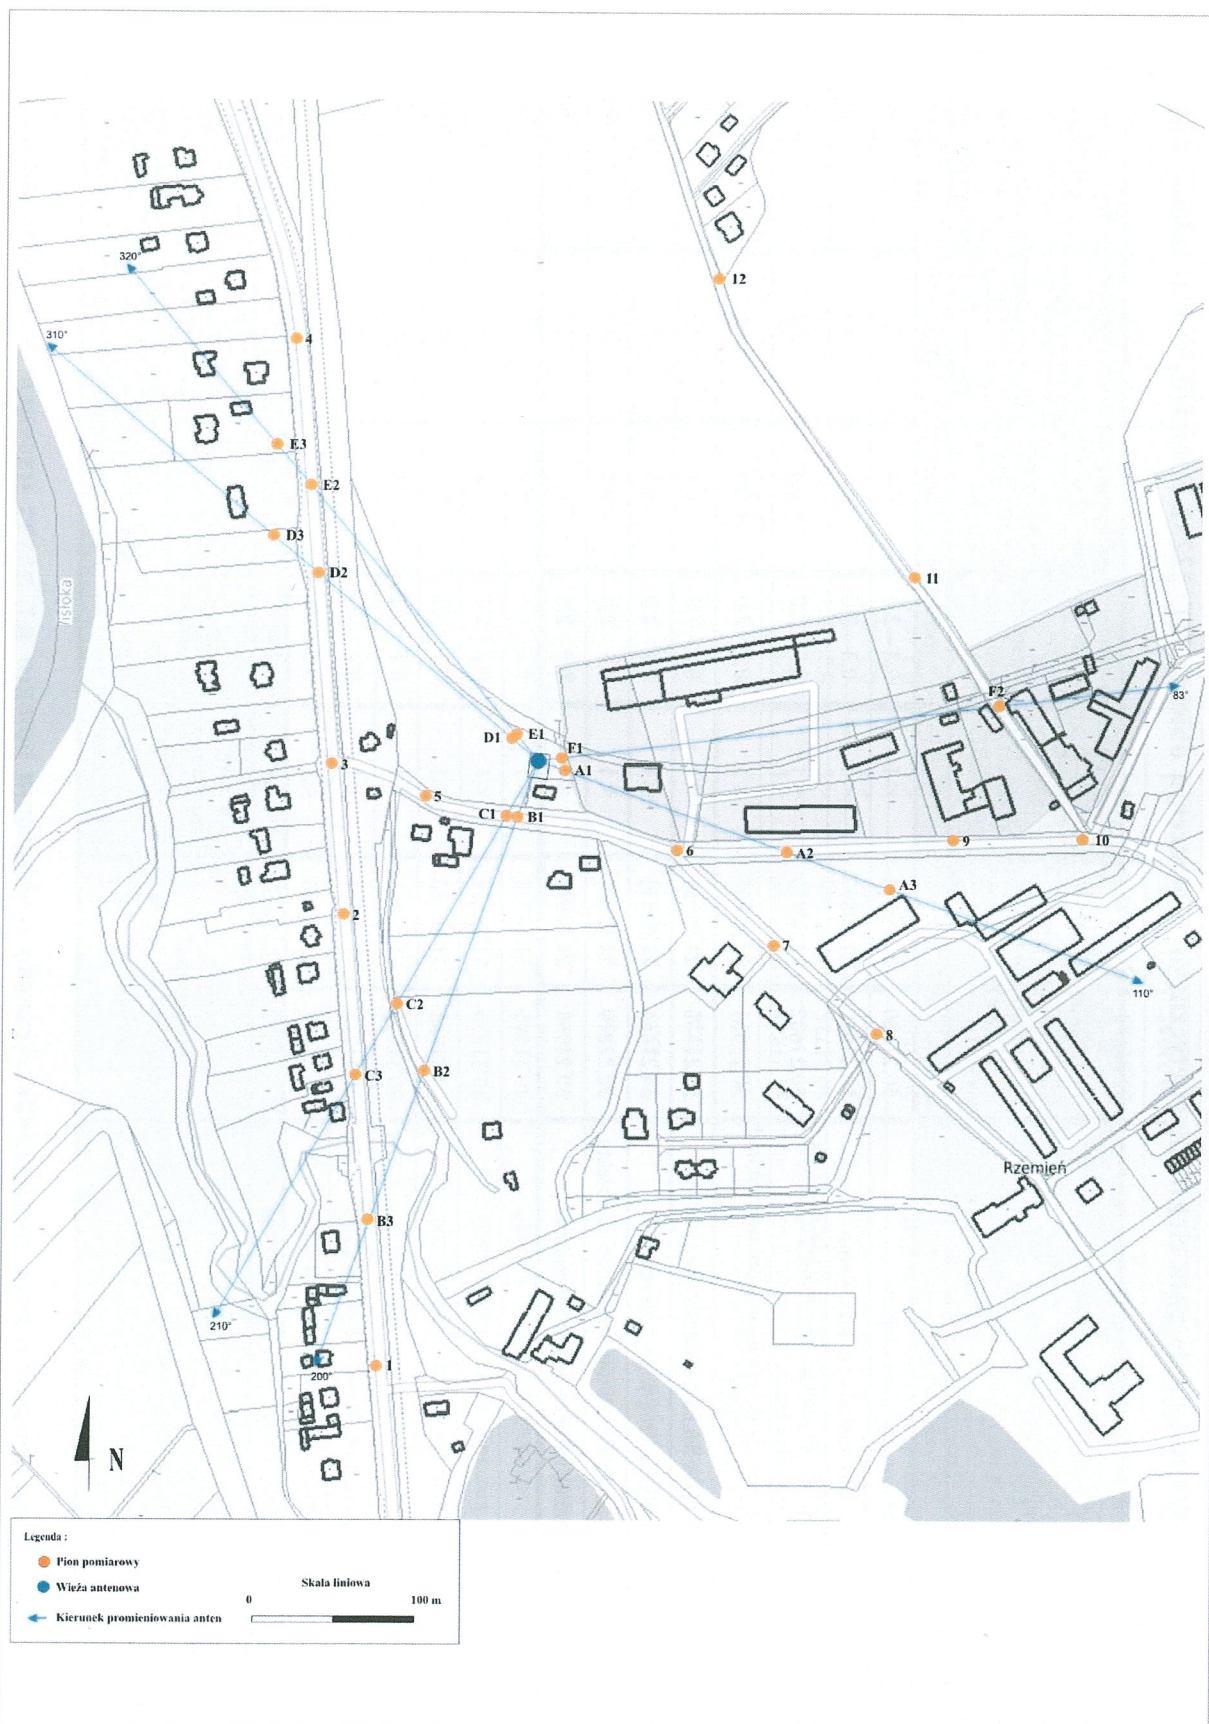 320°
12
310°
4
E3
E2
D3
D2
11
F2
83°
D1
E1
F1
A1
3
5
C1
B1
6
A2
9
10
A3
2
7
110°
C2
8
B2
C3
Rzemień
B3
210°
200°
1
N
Legenda :
Pion pomiarowy
Wieża antenowa
Kierunek promieniowania anten
Skala liniowa
0 100 m